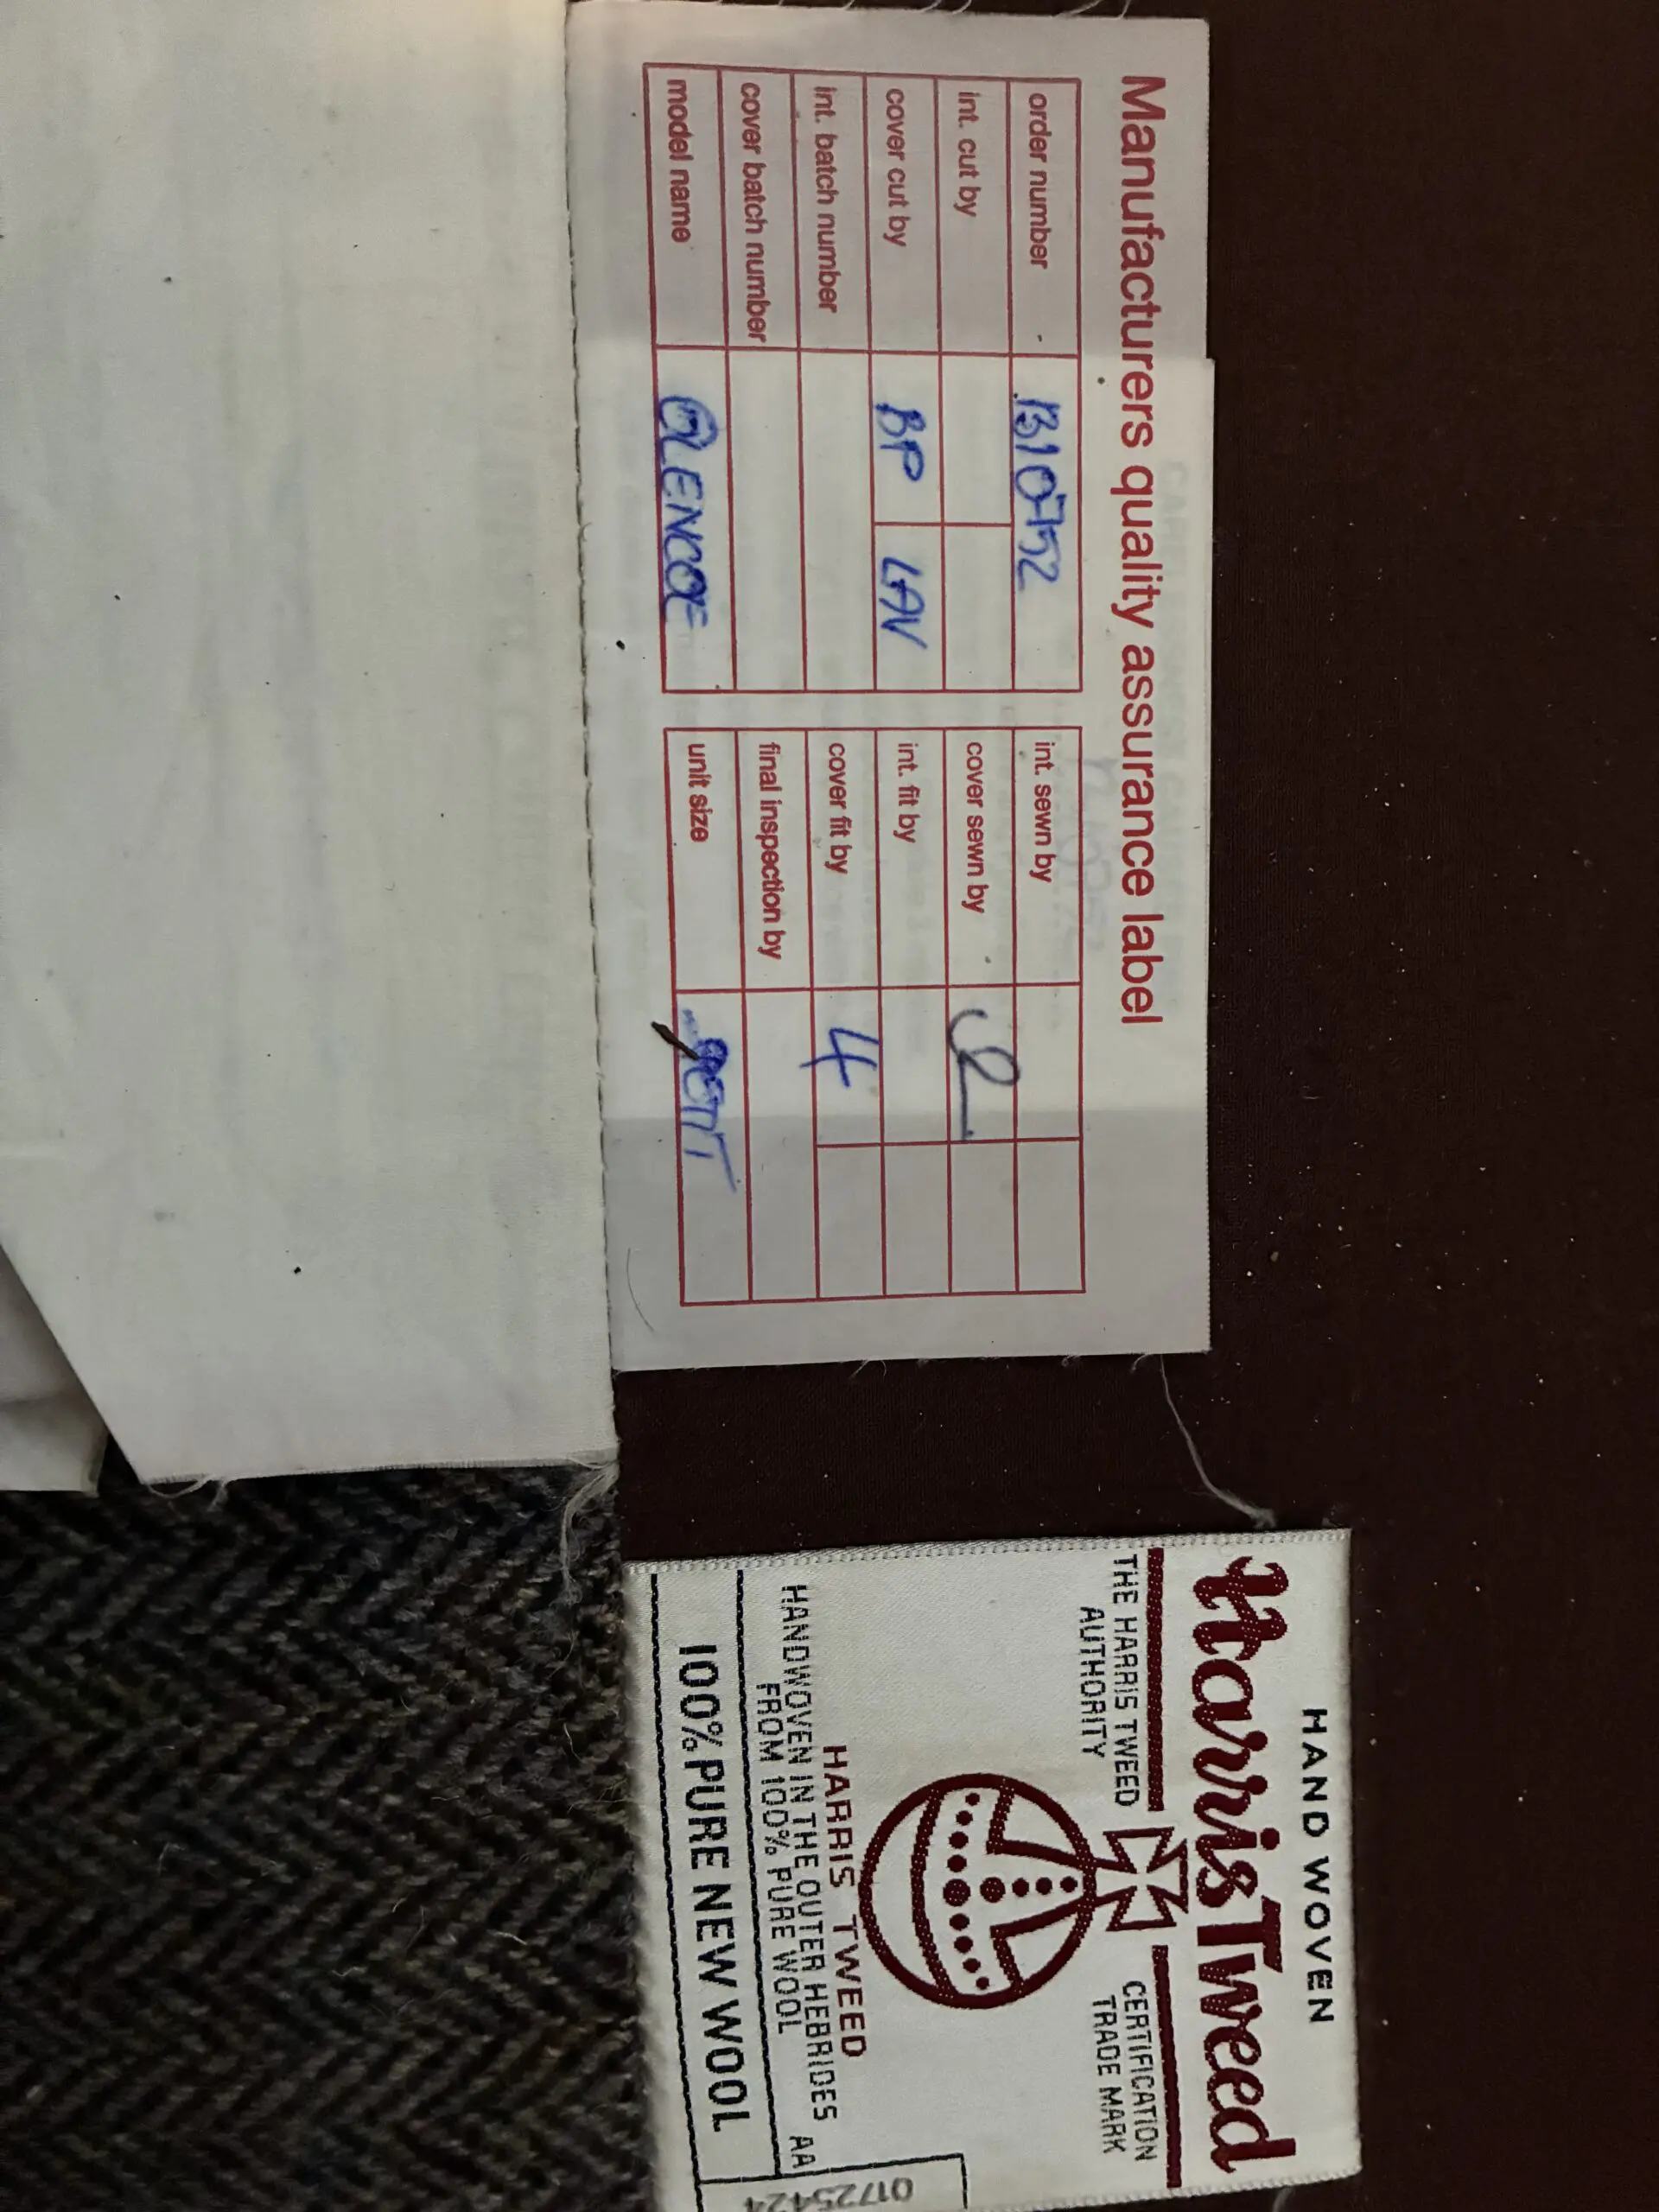 Manufacturers quality assurance label
order number 1310752
int. cut by
cover cut by BP LAV
int. batch number
cover batch number
model name GLENCOE
int. sewn by
cover sewn by 2
int. fit by
cover fit by 4
final inspection by
unit size
HAND WOVEN
Harris Tweed
THE HARRIS TWEED
AUTHORITY
CERTIFICATION
TRADE MARK
HARRIS TWEED
HANDWOVEN IN THE OUTER HEBRIDES
FROM 100% PURE WOOL
AA
100% PURE NEW WOOL
01725424